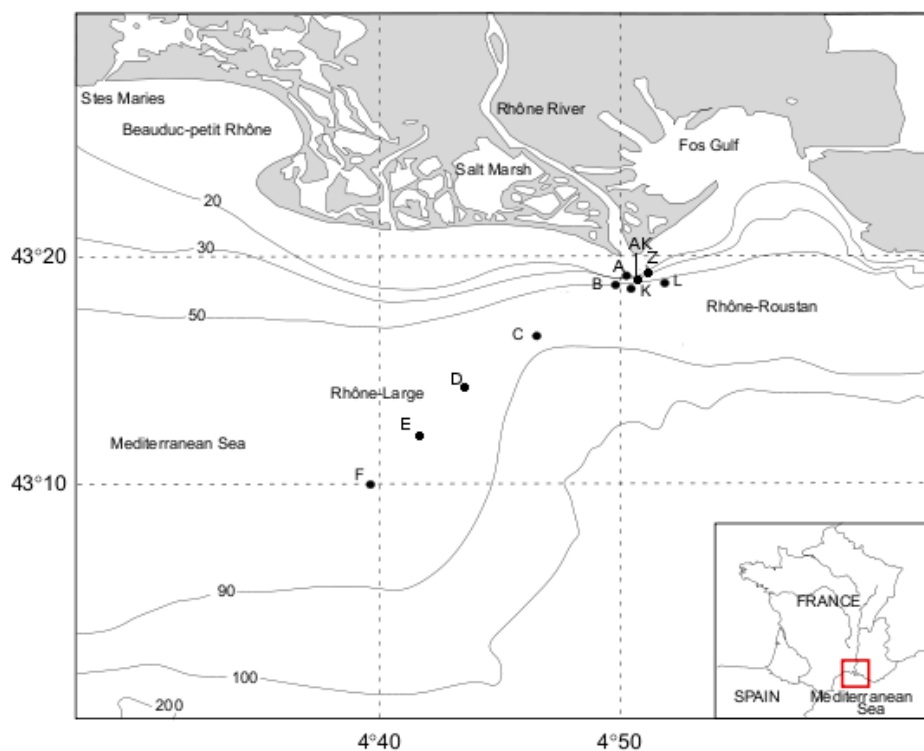 Stes Maries
Beauduc-petit Rhône
Rhône River
Fos Gulf
Salt Marsh
20
30
50
43°20
AK
A
Z
B
K
L
Rhône-Roustan
C
D
Rhône-Large
E
Mediterranean Sea
F
43°10
90
100
200
FRANCE
SPAIN
Mediterranean
Sea
4°40
4°50